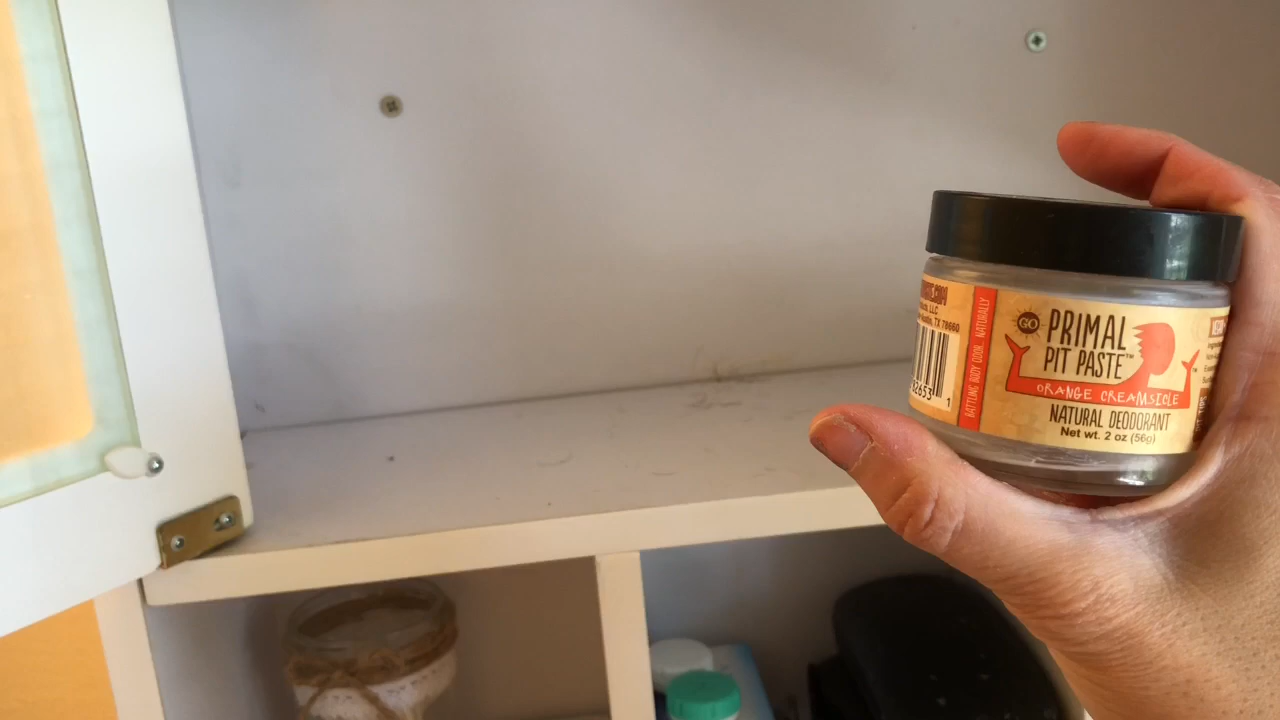 TX 78660
BATTLING BODY ODOR... NATURALLY
GO
PRIMAL
PIT PASTE™
ORANGE CREAMSICLE
NATURAL DEODORANT
Net wt. 2 oz (56g)